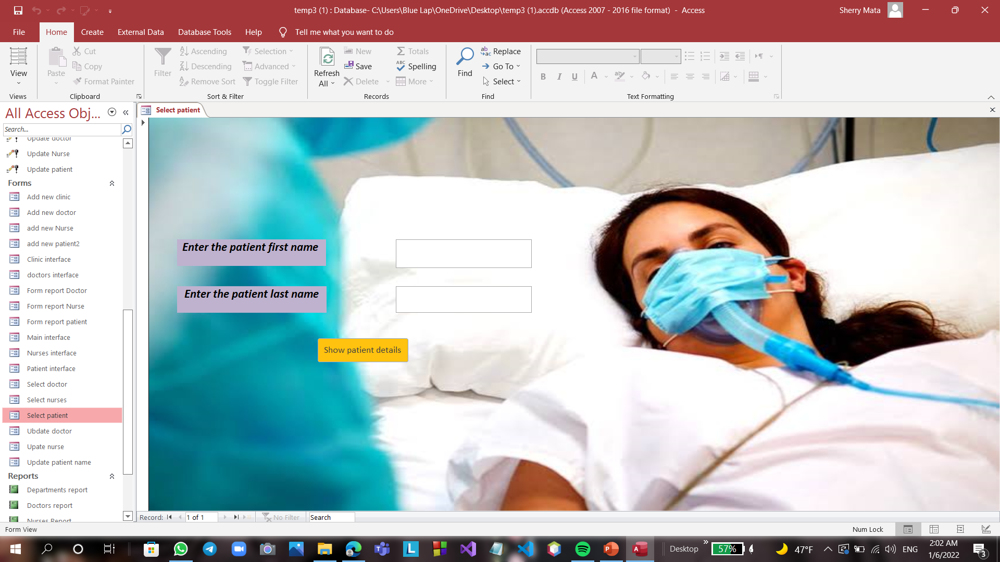 temp3 (1) : Database- C:\Users\Blue Lap\OneDrive\Desktop\temp3 (1).accdb (Access 2007 - 2016 file format)  -  Access
Sherry Mata
File
Home
Create
External Data
Database Tools
Help
Tell me what you want to do
View
Views
Paste
Cut
Copy
Format Painter
Clipboard
Filter
Ascending
Descending
Remove Sort
Selection
Advanced
Toggle Filter
Sort & Filter
Refresh
All
New
Save
Delete
Totals
Spelling
More
Records
Find
Replace
Go To
Select
Find
B I U A
Text Formatting
All Access Obj...
Search...
Update doctor
Update Nurse
Update patient
Forms
Add new clinic
Add new doctor
add new Nurse
add new patient2
Clinic interface
doctors interface
Form report Doctor
Form report Nurse
Form report patient
Main interface
Nurses interface
Patient interface
Select doctor
Select nurses
Select patient
Ubdate doctor
Upate nurse
Update patient name
Reports
Departments report
Doctors report
Nurses Report
Select patient
Enter the patient first name
Enter the patient last name
Show patient details
Record:
1 of 1
No Filter
Search
Form View
Num Lock
Desktop
57%
47°F
ENG
2:02 AM
1/6/2022
3